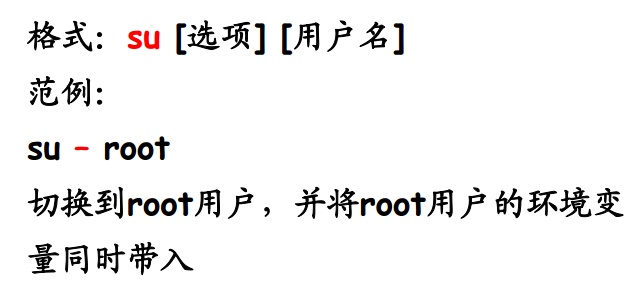 格式：su [选项] [用户名]
范例：
su - root
切换到root用户，并将root用户的环境变
量同时带入